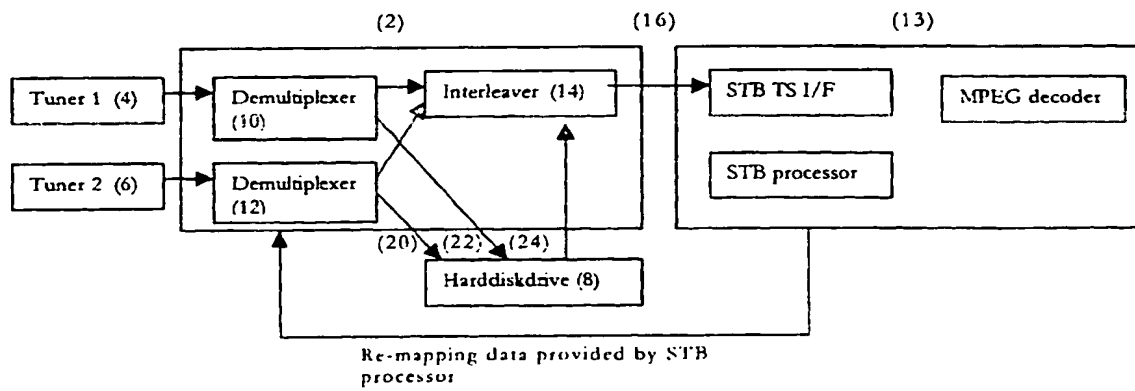 (2) (16) (13)
Tuner 1 (4)
Demultiplexer
(10)
Interleaver (14)
STB TS I/F
MPEG decoder
Tuner 2 (6)
Demultiplexer
(12)
STB processor
(20) (22) (24)
Harddiskdrive (8)
Re-mapping data provided by STB
processor